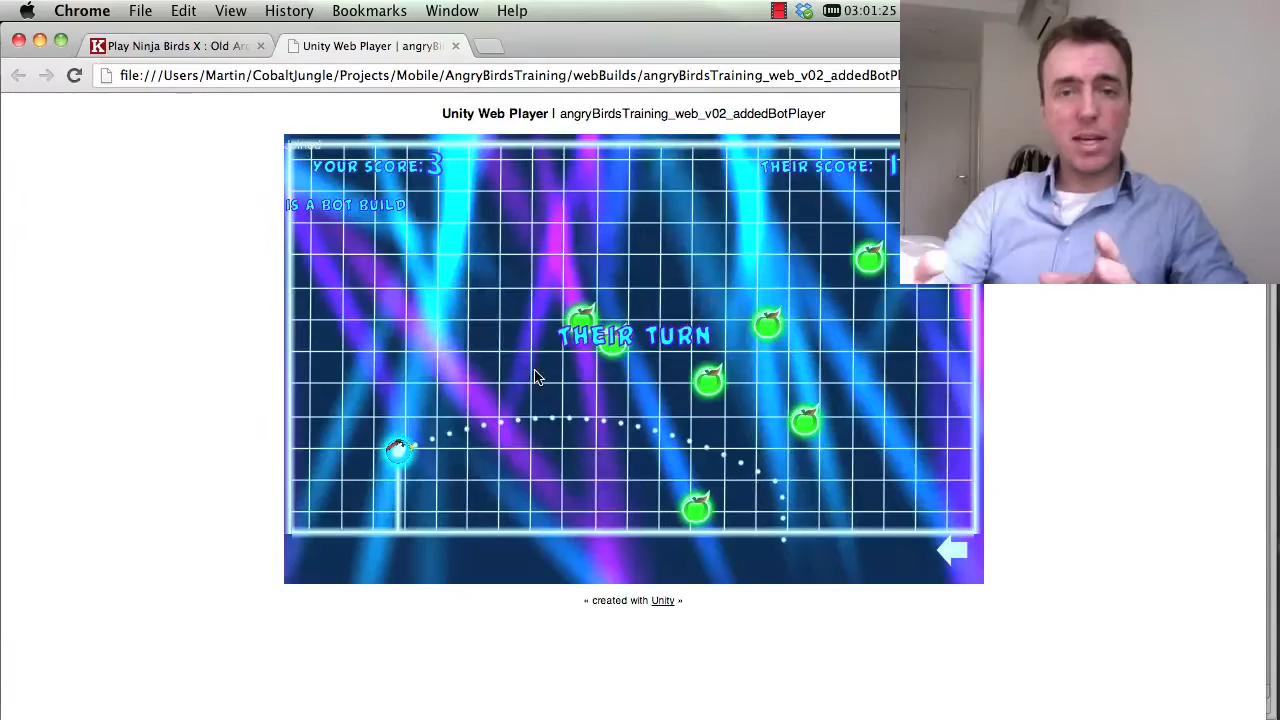 Chrome File Edit View History Bookmarks Window Help 03:01:25
Play Ninja Birds X : Old Ar
Unity Web Player | angryBi
file:///Users/Martin/CobaltJungle/Projects/Mobile/AngryBirdsTraining/webBuilds/angryBirdsTraining_web_v02_addedBotPl
Unity Web Player | angryBirdsTraining_web_v02_addedBotPlayer
YOUR SCORE: 3
THEIR SCORE: 1
IS A BOT BUILD
THEIR TURN
« created with Unity »